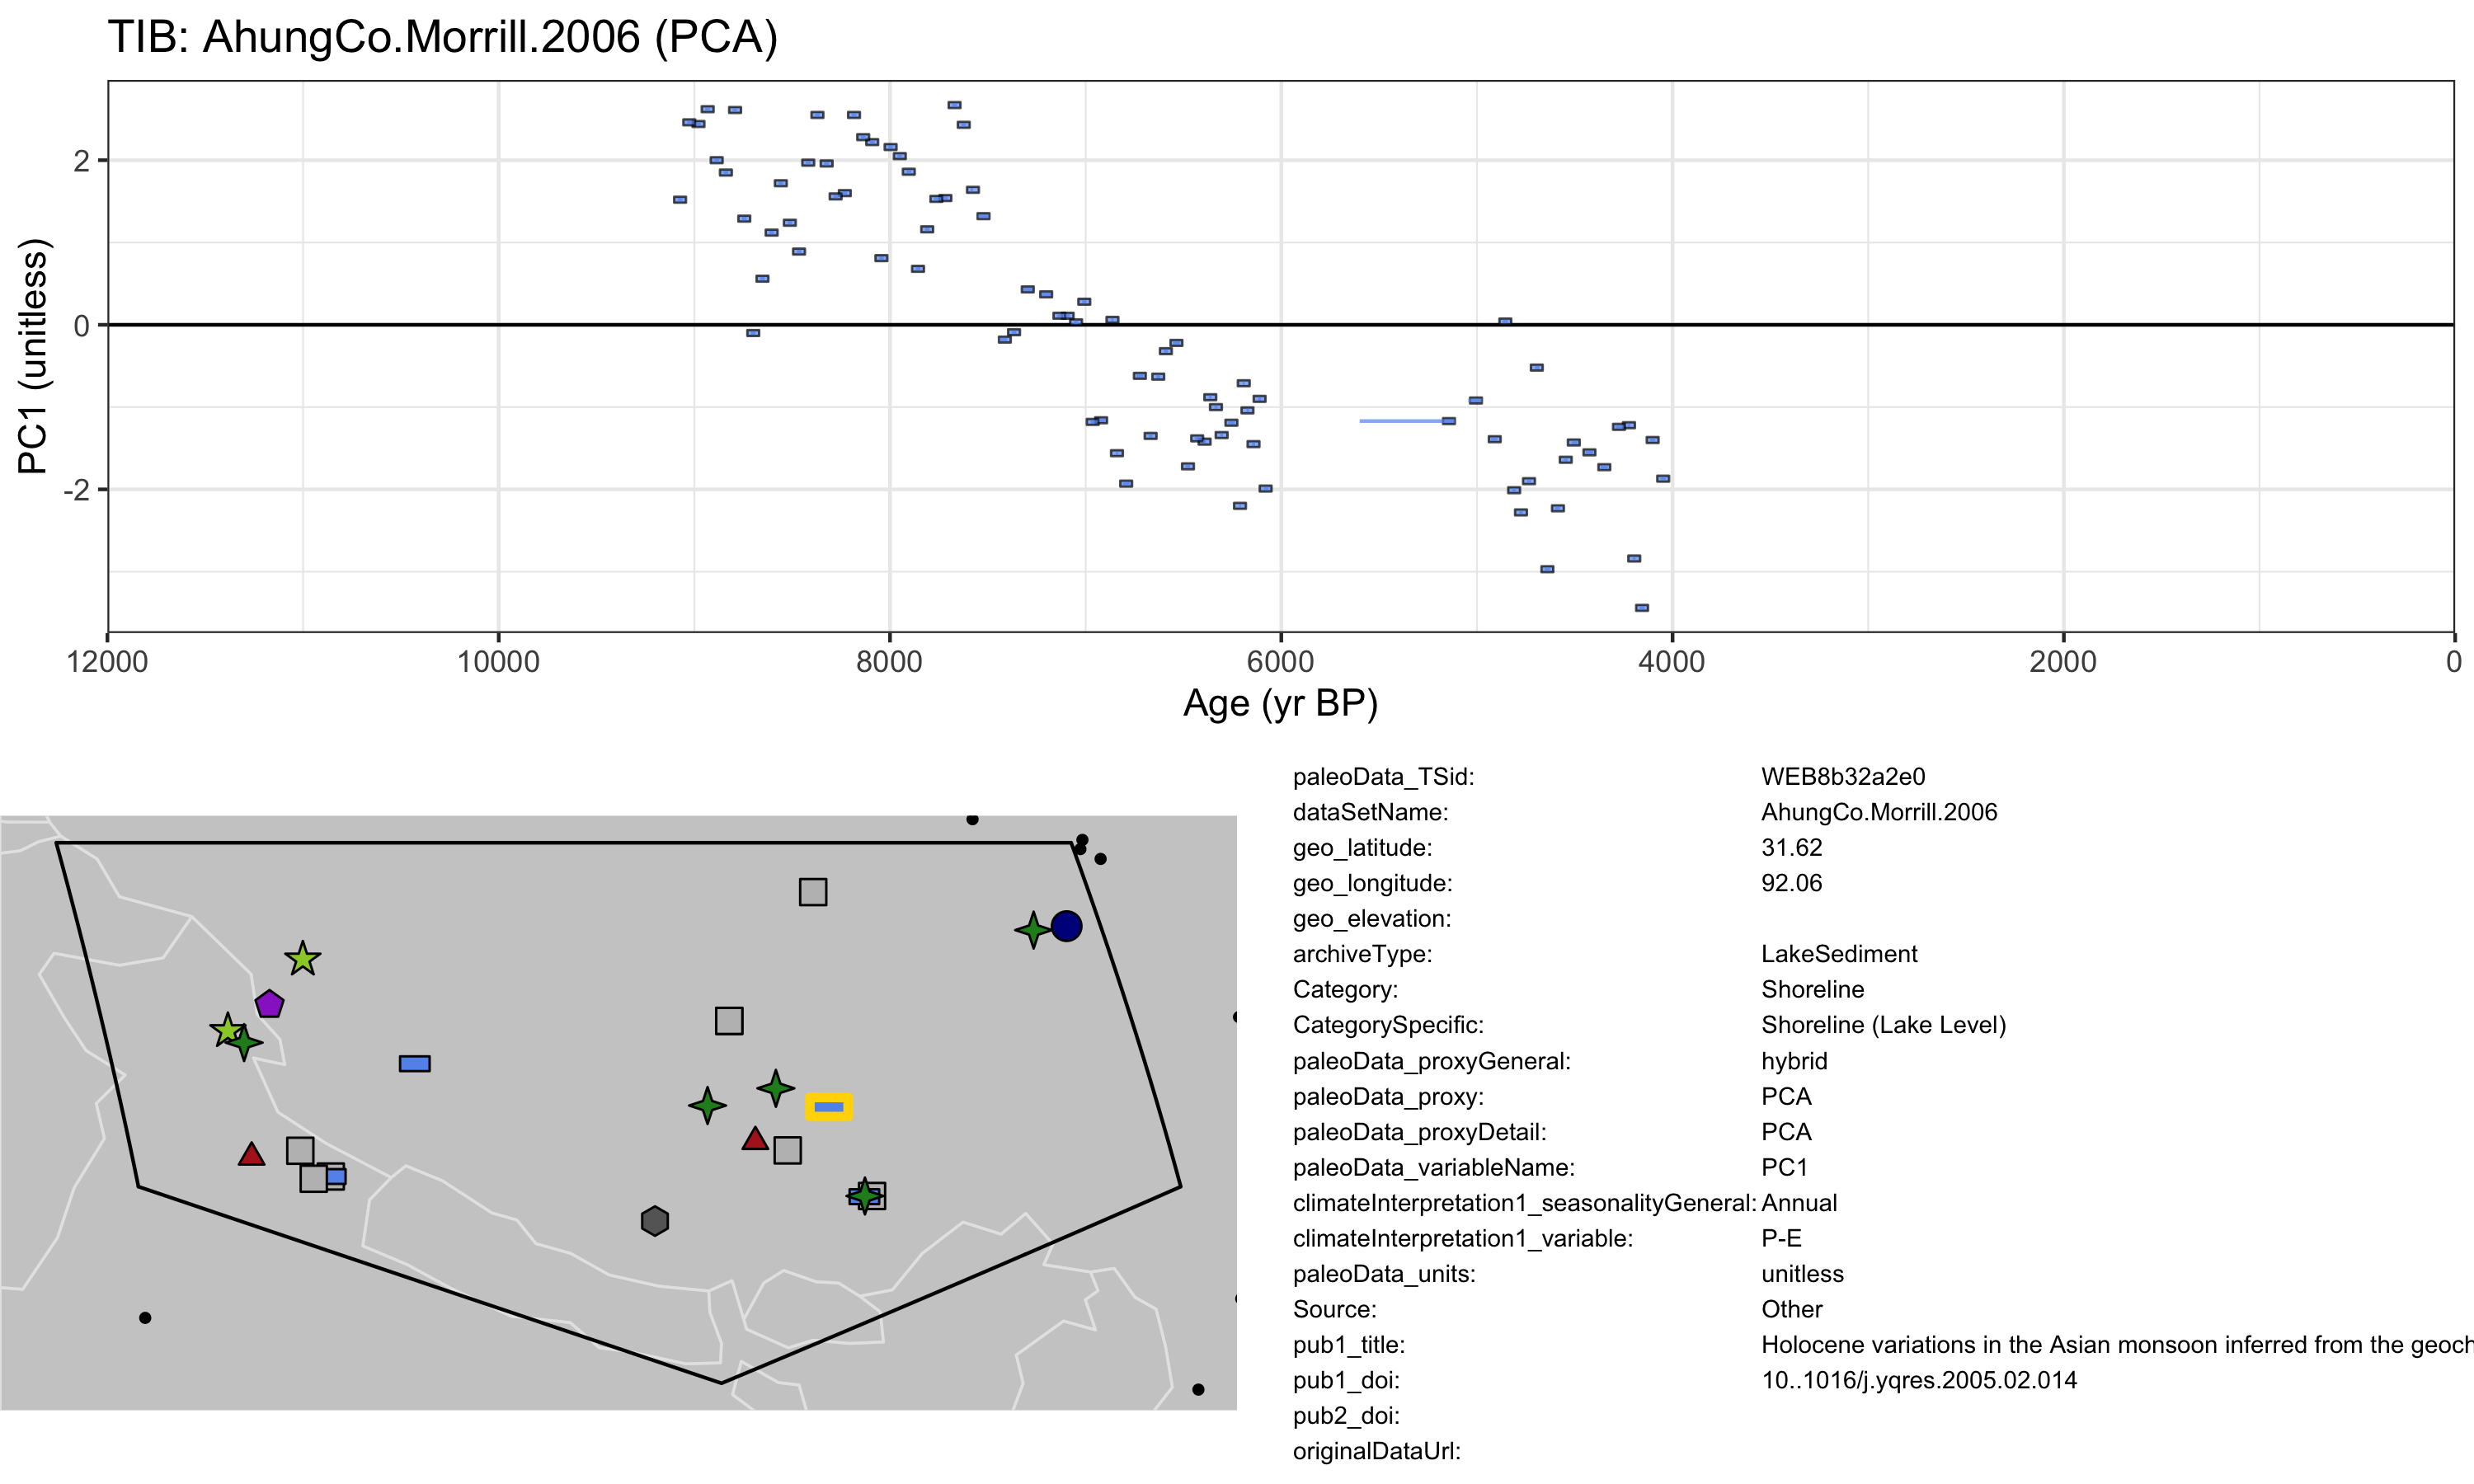 TIB: AhungCo.Morrill.2006 (PCA)
PC1 (unitless)
2
0
-2
12000 10000 8000 6000 4000 2000 0
Age (yr BP)
paleoData_TSid: WEB8b32a2e0
dataSetName: AhungCo.Morrill.2006
geo_latitude: 31.62
geo_longitude: 92.06
geo_elevation:
archiveType: LakeSediment
Category: Shoreline
CategorySpecific: Shoreline (Lake Level)
paleoData_proxyGeneral: hybrid
paleoData_proxy: PCA
paleoData_proxyDetail: PCA
paleoData_variableName: PC1
climateInterpretation1_seasonalityGeneral: Annual
climateInterpretation1_variable: P-E
paleoData_units: unitless
Source: Other
pub1_title: Holocene variations in the Asian monsoon inferred from the geoch
pub1_doi: 10..1016/j.yqres.2005.02.014
pub2_doi:
originalDataUrl: